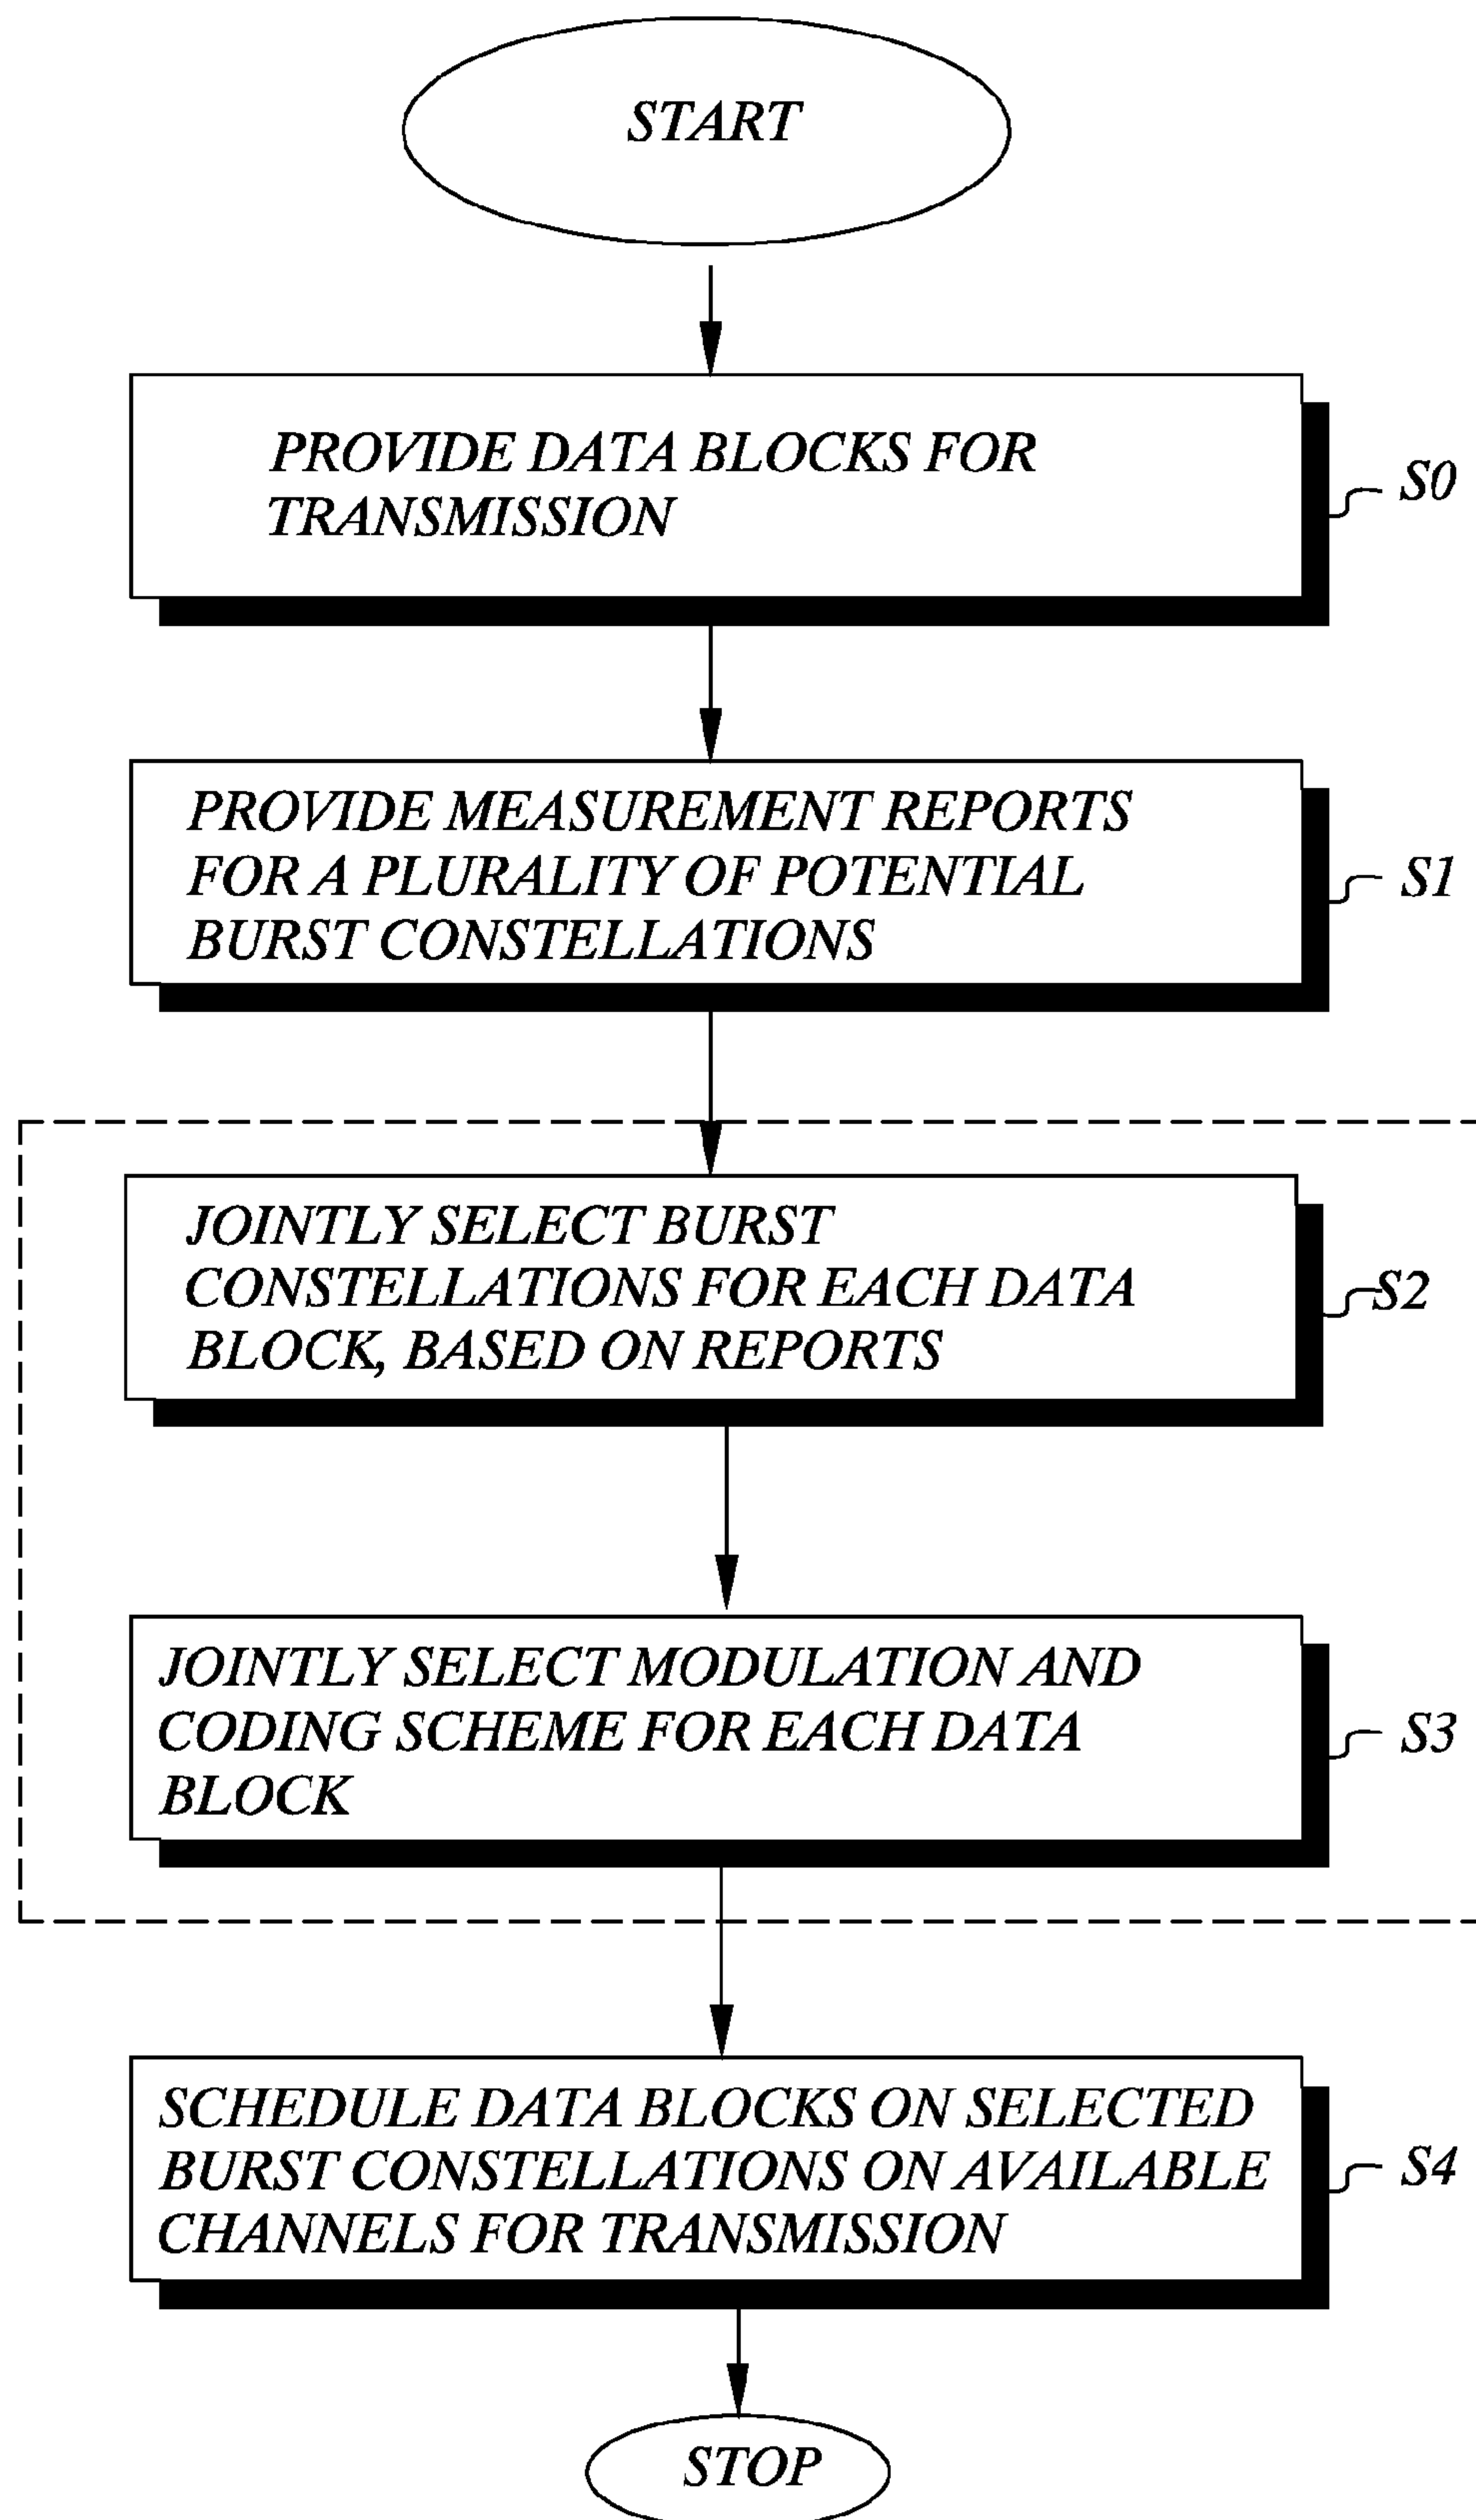 START
PROVIDE DATA BLOCKS FOR
TRANSMISSION
S0
PROVIDE MEASUREMENT REPORTS
FOR A PLURALITY OF POTENTIAL
BURST CONSTELLATIONS
S1
JOINTLY SELECT BURST
CONSTELLATIONS FOR EACH DATA
BLOCK, BASED ON REPORTS
S2
JOINTLY SELECT MODULATION AND
CODING SCHEME FOR EACH DATA
BLOCK
S3
SCHEDULE DATA BLOCKS ON SELECTED
BURST CONSTELLATIONS ON AVAILABLE
CHANNELS FOR TRANSMISSION
S4
STOP